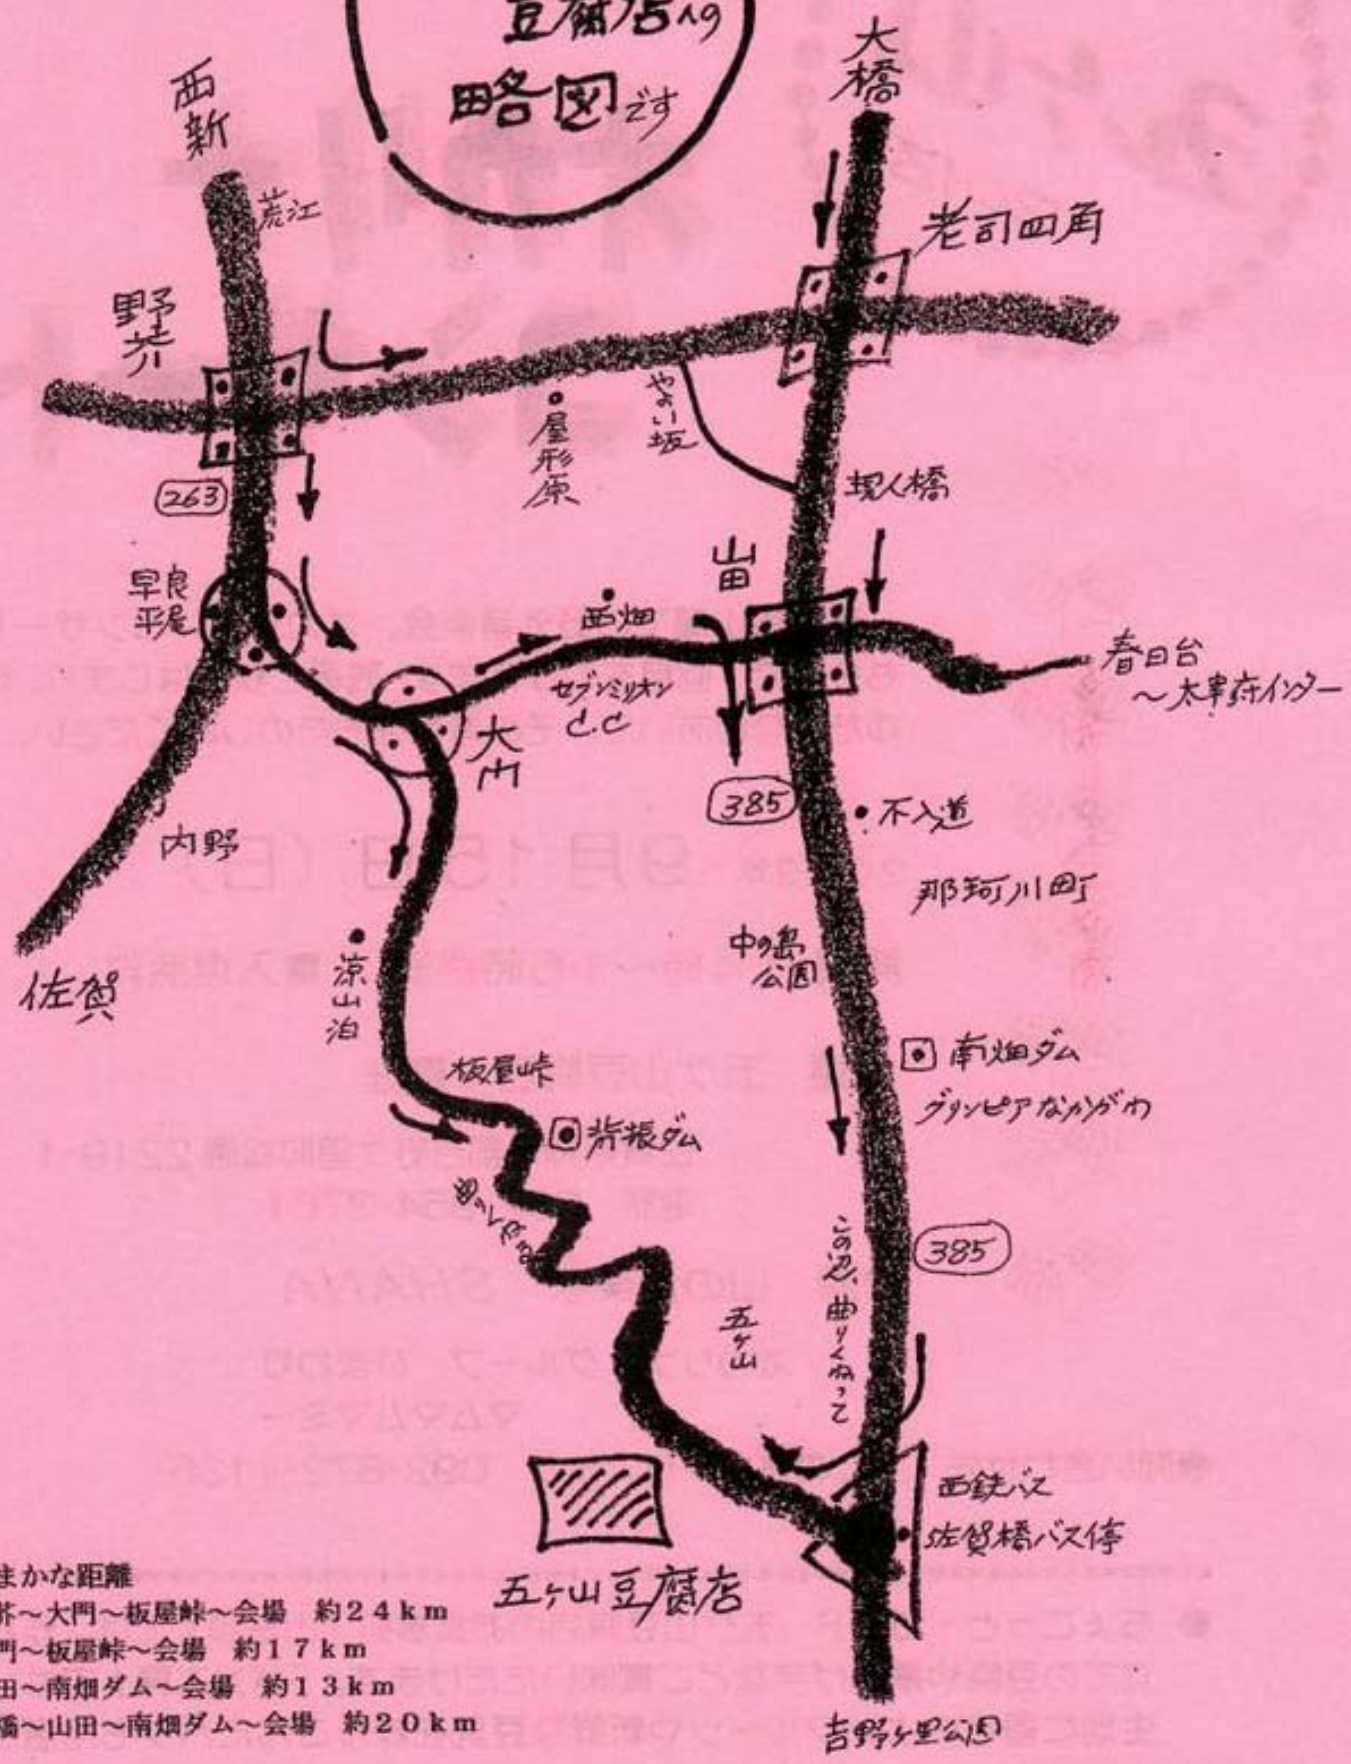 豆腐店への
略図です
西新
大橋
荒江
老司四角
野芥
やよい坂
屋形原
263
現人橋
山田
早良
平尾
西畑
春日台
～太宰府インター
セブンミリオン
C.C
大門
385
不入道
内野
那珂川町
中の島
公園
涼山泊
佐賀
南畑ダム
グリンピアなかがわ
板屋峠
背振ダム
この辺、曲りくねって
385
五ヶ山
西鉄バス
佐賀橋バス停
五ヶ山豆腐店
まかな距離
芥～大門～板屋峠～会場 約24km
門～板屋峠～会場 約17km
田～南畑ダム～会場 約13km
橋～山田～南畑ダム～会場 約20km
吉野ヶ里公園